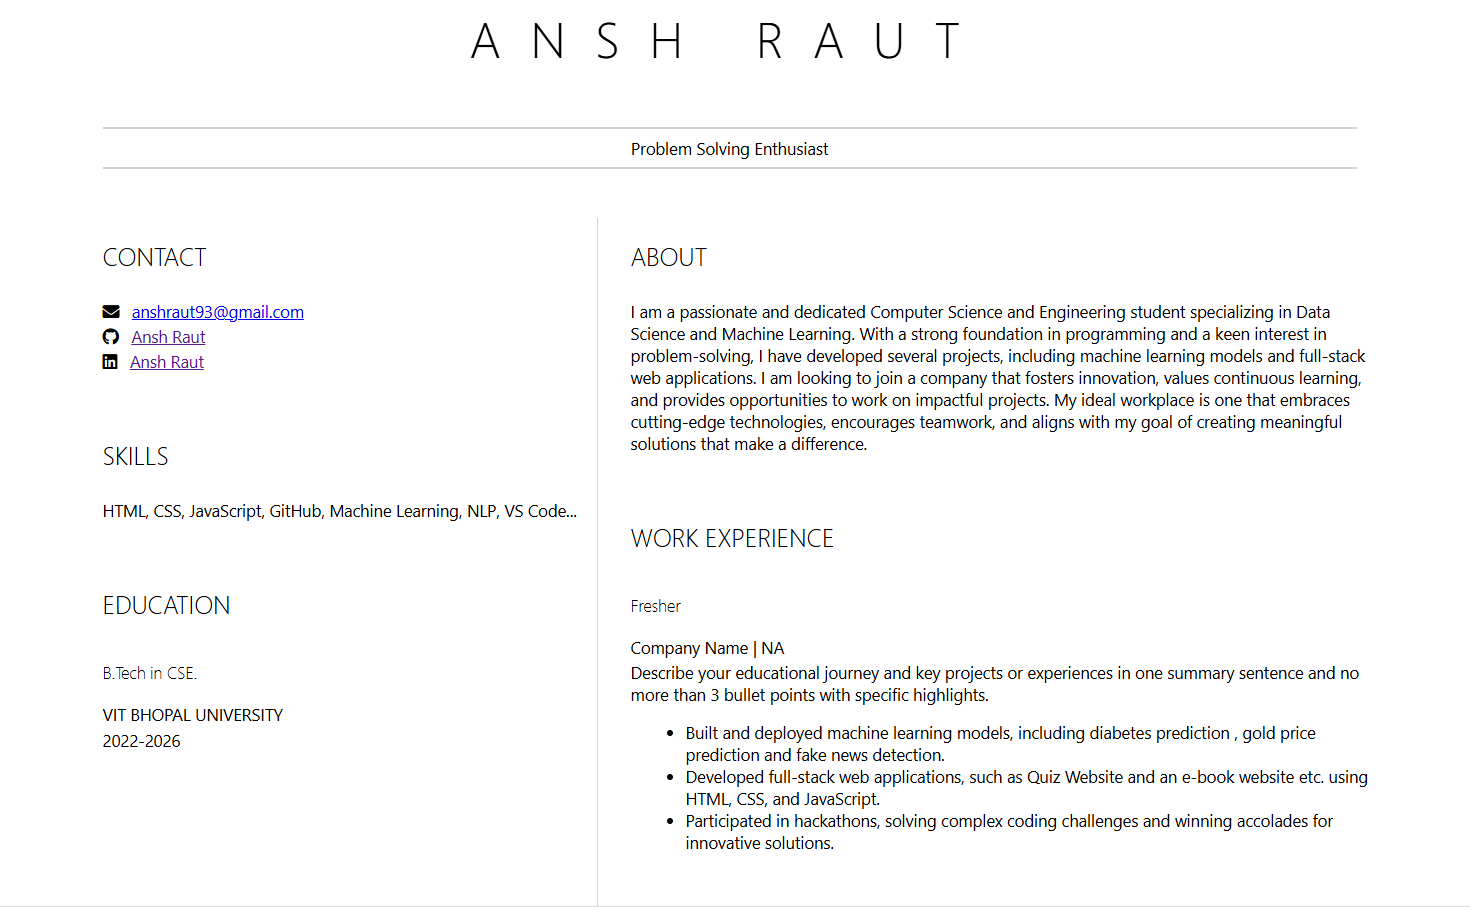 ANSH RAUT
Problem Solving Enthusiast
CONTACT
anshraut93@gmail.com
Ansh Raut
Ansh Raut
SKILLS
HTML, CSS, JavaScript, GitHub, Machine Learning, NLP, VS Code...
EDUCATION
B.Tech in CSE.
VIT BHOPAL UNIVERSITY
2022-2026
ABOUT
I am a passionate and dedicated Computer Science and Engineering student specializing in Data
Science and Machine Learning. With a strong foundation in programming and a keen interest in
problem-solving, I have developed several projects, including machine learning models and full-stack
web applications. I am looking to join a company that fosters innovation, values continuous learning,
and provides opportunities to work on impactful projects. My ideal workplace is one that embraces
cutting-edge technologies, encourages teamwork, and aligns with my goal of creating meaningful
solutions that make a difference.
WORK EXPERIENCE
Fresher
Company Name | NA
Describe your educational journey and key projects or experiences in one summary sentence and no
more than 3 bullet points with specific highlights.
• Built and deployed machine learning models, including diabetes prediction , gold price
prediction and fake news detection.
• Developed full-stack web applications, such as Quiz Website and an e-book website etc. using
HTML, CSS, and JavaScript.
• Participated in hackathons, solving complex coding challenges and winning accolades for
innovative solutions.